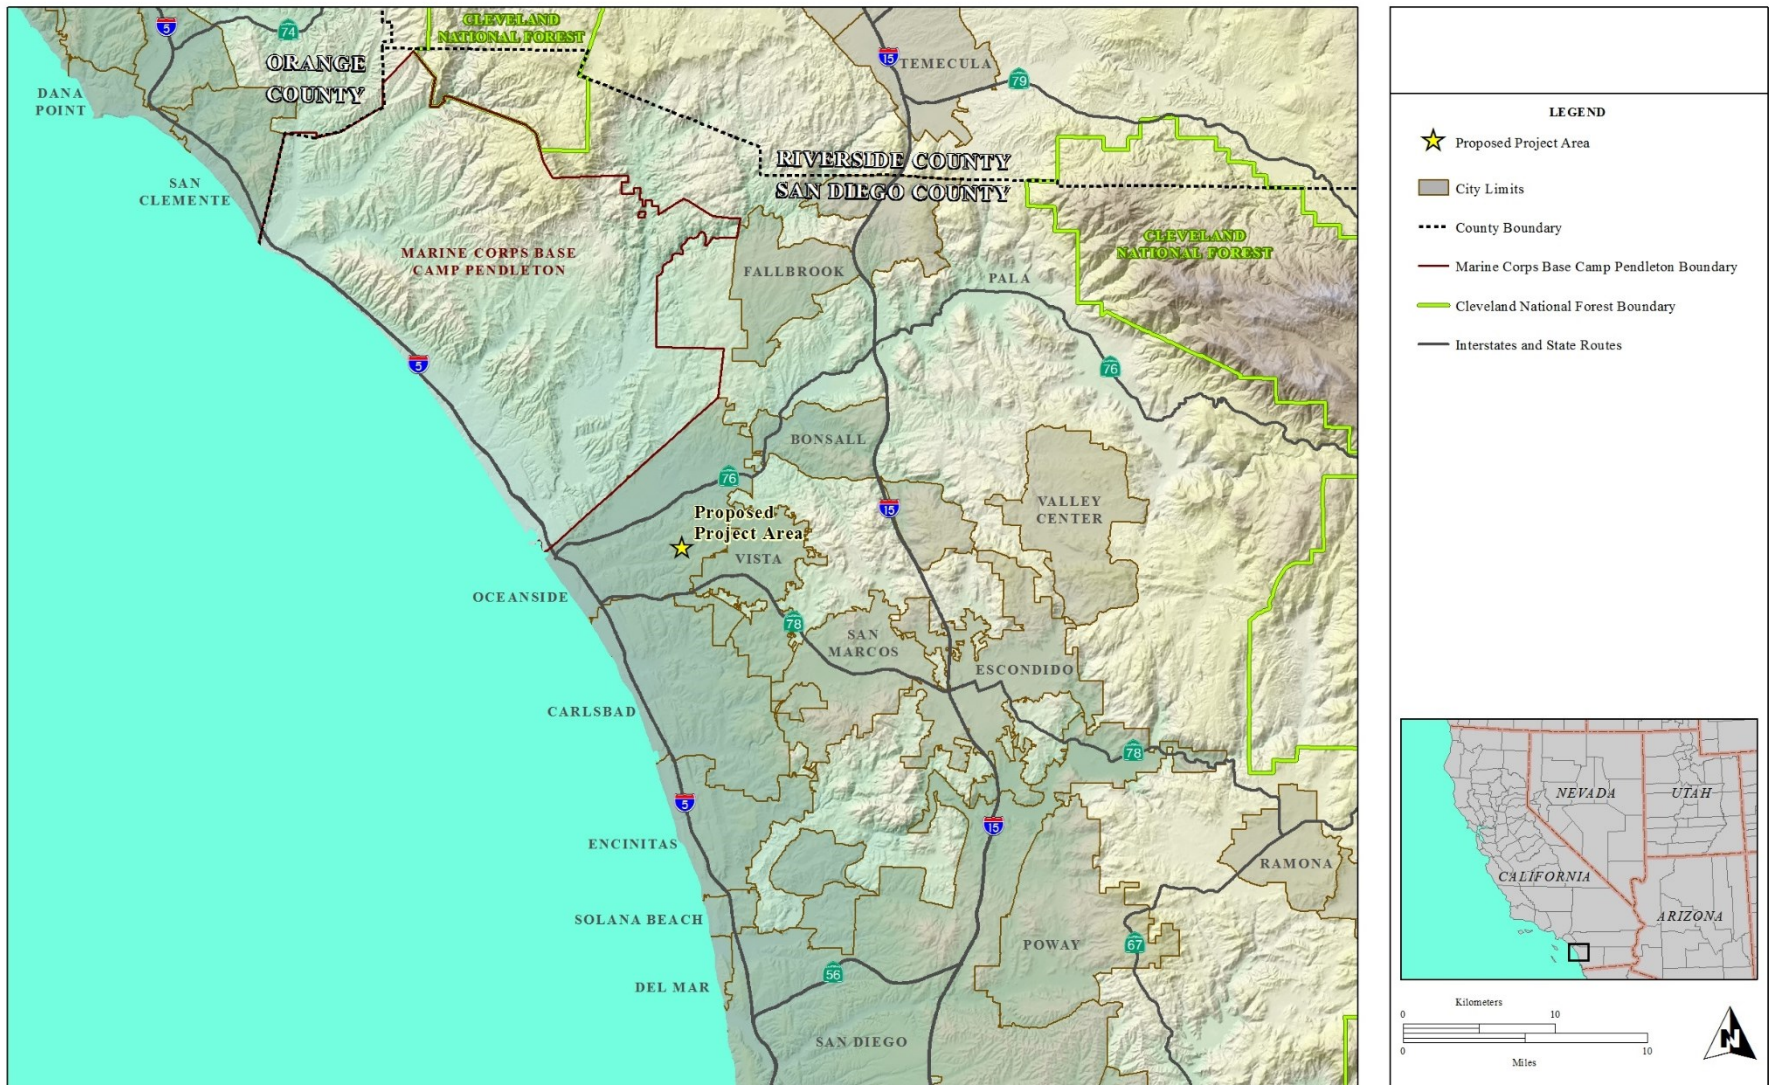 5
74
CLEVELAND
NATIONAL FOREST
ORANGE
COUNTY
DANA
POINT
15
TEMECULA
79
RIVERSIDE COUNTY
SAN DIEGO COUNTY
SAN
CLEMENTE
MARINE CORPS BASE
CAMP PENDLETON
FALLBROOK
PALA
CLEVELAND
NATIONAL FOREST
5
76
BONSALL
76
15
VALLEY
CENTER
Proposed
Project Area
VISTA
OCEANSIDE
78
SAN
MARCOS
ESCONDIDO
CARLSBAD
78
5
15
ENCINITAS
RAMONA
SOLANA BEACH
POWAY
67
56
DEL MAR
SAN DIEGO
LEGEND
Proposed Project Area
City Limits
County Boundary
Marine Corps Base Camp Pendleton Boundary
Cleveland National Forest Boundary
Interstates and State Routes
NEVADA
UTAH
CALIFORNIA
ARIZONA
Kilometers
0 10
0 10
Miles
N